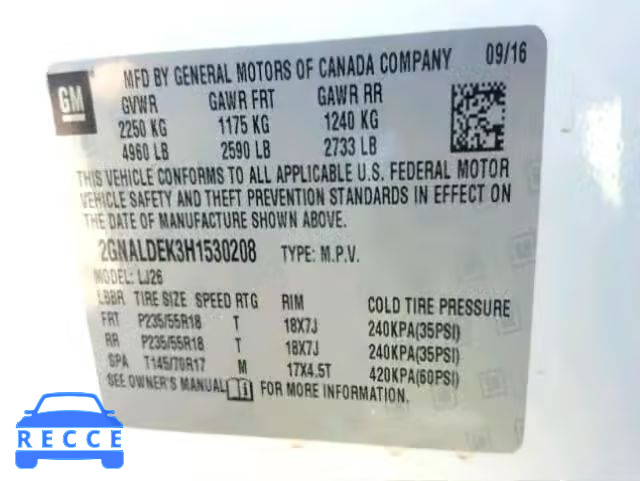 GM
MFD BY GENERAL MOTORS OF CANADA COMPANY 09/16
GVWR GAWR FRT GAWR RR
2250 KG 1175 KG 1240 KG
4960 LB 2590 LB 2733 LB
THIS VEHICLE CONFORMS TO ALL APPLICABLE U.S. FEDERAL MOTOR
VEHICLE SAFETY AND THEFT PREVENTION STANDARDS IN EFFECT ON
THE DATE OF MANUFACTURE SHOWN ABOVE.
2GNALDEK3H1530208 TYPE: M.P.V.
MODEL: LJ26
LBBR TIRE SIZE SPEED RTG RIM COLD TIRE PRESSURE
FRT P235/55R18 T 18X7J 240KPA(35PSI)
RR P235/55R18 T 18X7J 240KPA(35PSI)
SPA T145/70R17 M 17X4.5T 420KPA(60PSI)
SEE OWNER'S MANUAL FOR MORE INFORMATION.
RECCE